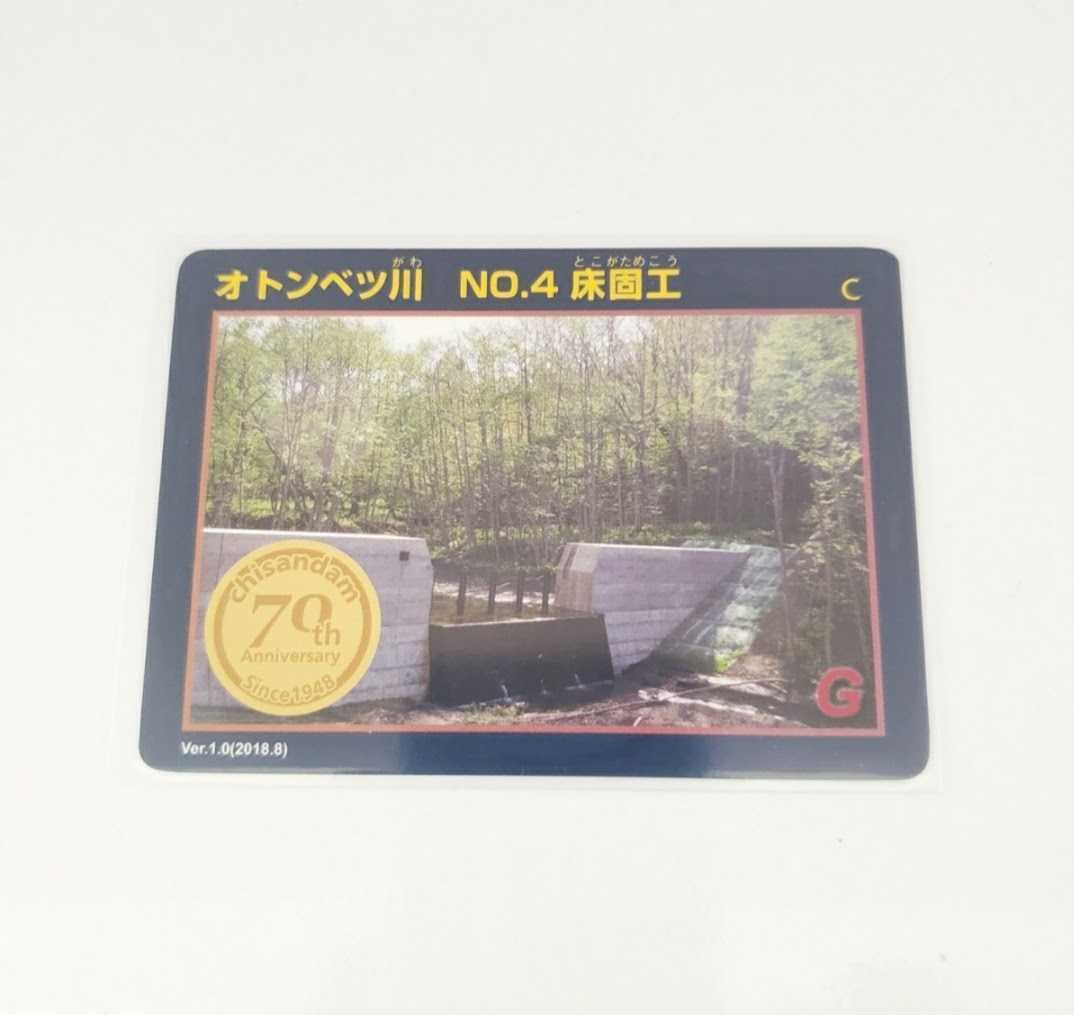 がわ とこがためこう
オトンベツ川 NO.4 床固工 C
chisandam
70th
Anniversary
Since1948
G
Ver.1.0(2018.8)